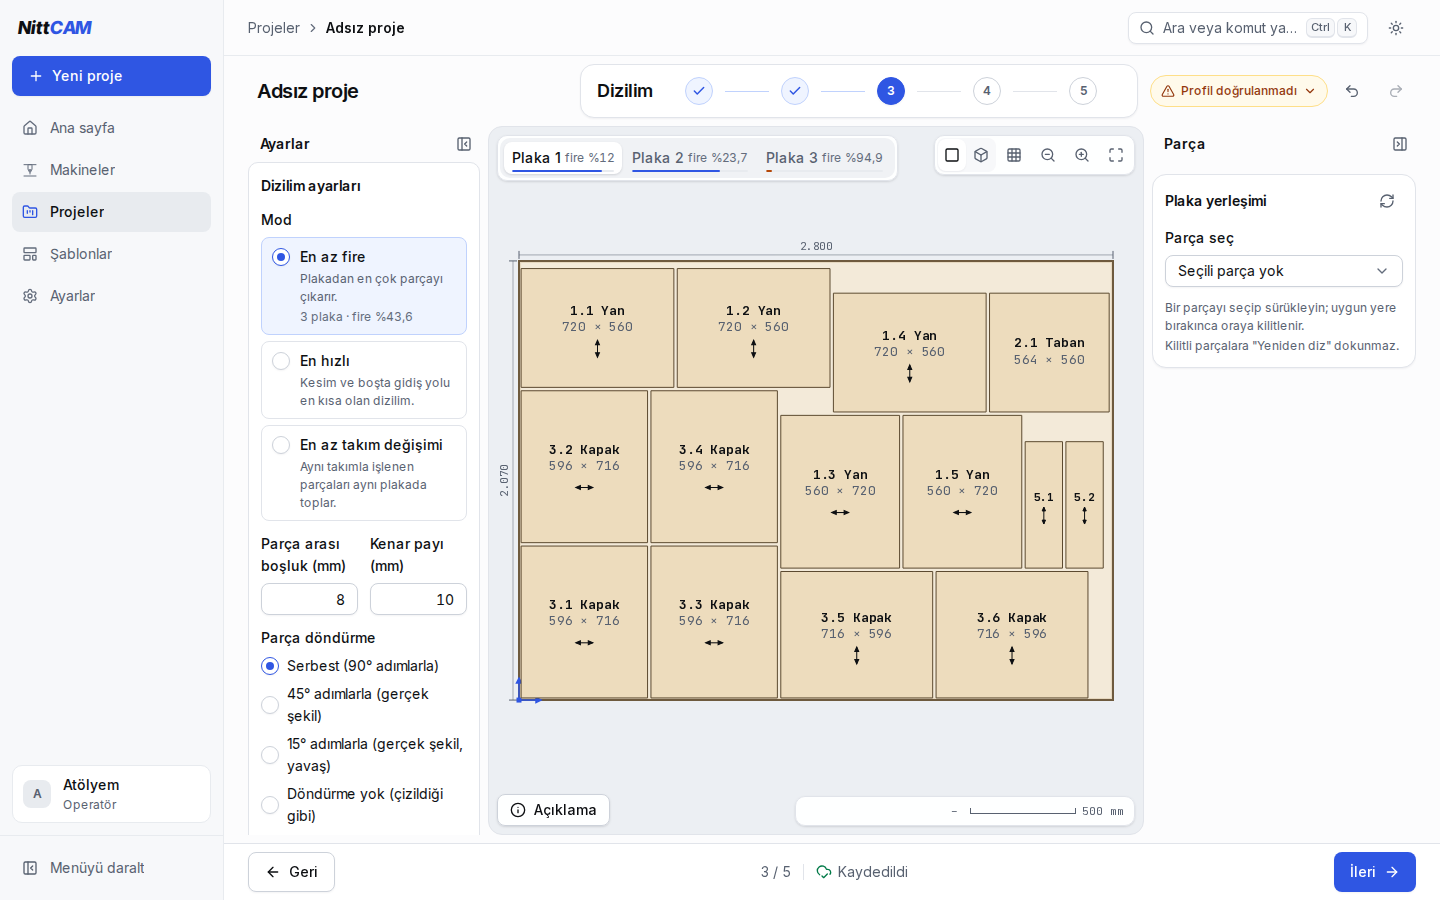 NittCAM
Yeni proje
Ana sayfa
Makineler
Projeler
Şablonlar
Ayarlar
A
Atölyem
Operatör
Menüyü daralt
Projeler
Adsız proje
Ara veya komut ya…
Ctrl
K
Adsız proje
Dizilim
3
4
5
Profil doğrulanmadı
Ayarlar
Dizilim ayarları
Mod
En az fire
Plakadan en çok parçayı
çıkarır.
3 plaka · fire %43,6
En hızlı
Kesim ve boşta gidiş yolu
en kısa olan dizilim.
En az takım değişimi
Aynı takımla işlenen
parçaları aynı plakada
toplar.
Parça arası
boşluk (mm)
Kenar payı
(mm)
8
10
Parça döndürme
Serbest (90° adımlarla)
45° adımlarla (gerçek
şekil)
15° adımlarla (gerçek şekil,
yavaş)
Döndürme yok (çizildiği
gibi)
Plaka 1 fire %12
Plaka 2 fire %23,7
Plaka 3 fire %94,9
2.800
2.070
1.1 Yan
720 × 560
1.2 Yan
720 × 560
1.4 Yan
720 × 560
2.1 Taban
564 × 560
3.2 Kapak
596 × 716
3.4 Kapak
596 × 716
1.3 Yan
560 × 720
1.5 Yan
560 × 720
5.1
5.2
3.1 Kapak
596 × 716
3.3 Kapak
596 × 716
3.5 Kapak
716 × 596
3.6 Kapak
716 × 596
Açıklama
–
500 mm
Parça
Plaka yerleşimi
Parça seç
Seçili parça yok
Bir parçayı seçip sürükleyin; uygun yere
bırakınca oraya kilitlenir.
Kilitli parçalara "Yeniden diz" dokunmaz.
Geri
3 / 5
Kaydedildi
İleri